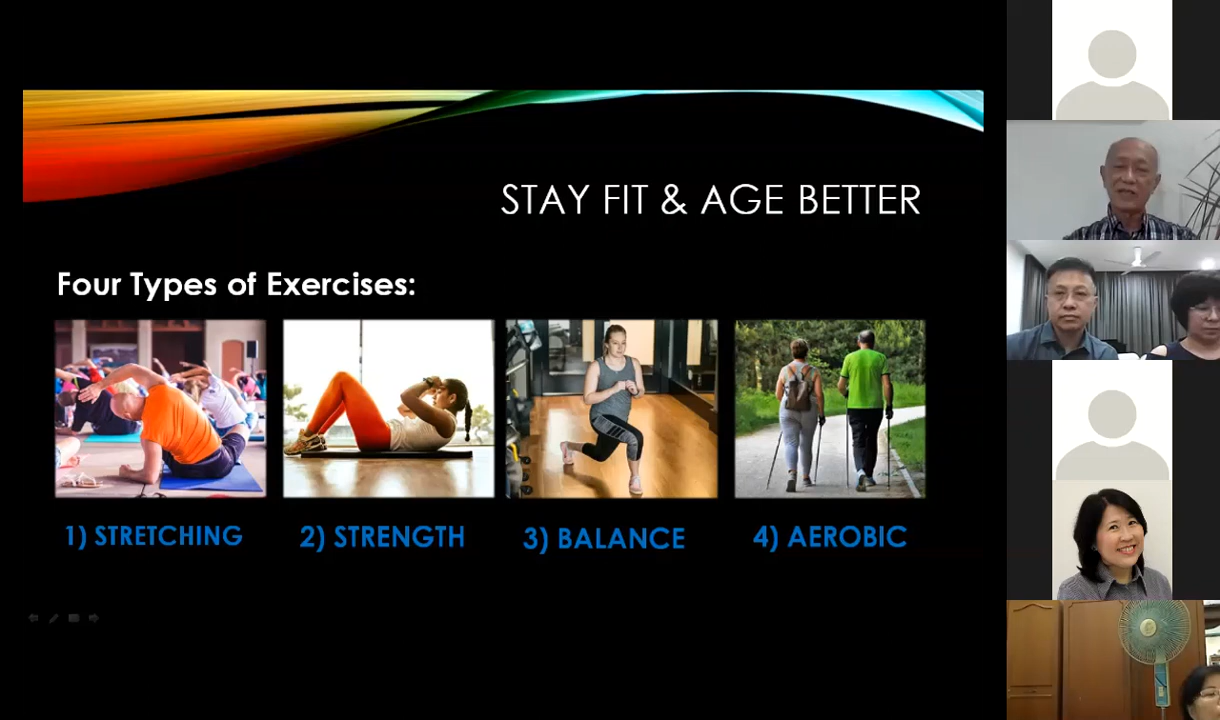 STAY FIT & AGE BETTER
Four Types of Exercises:
1) STRETCHING
2) STRENGTH
3) BALANCE
4) AEROBIC